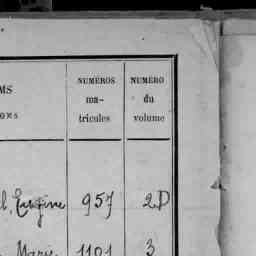 MS
NUMÉROS
ma-
tricules
NUMÉRO
du
volume
Eugène 957 2D
Marie 1101 3